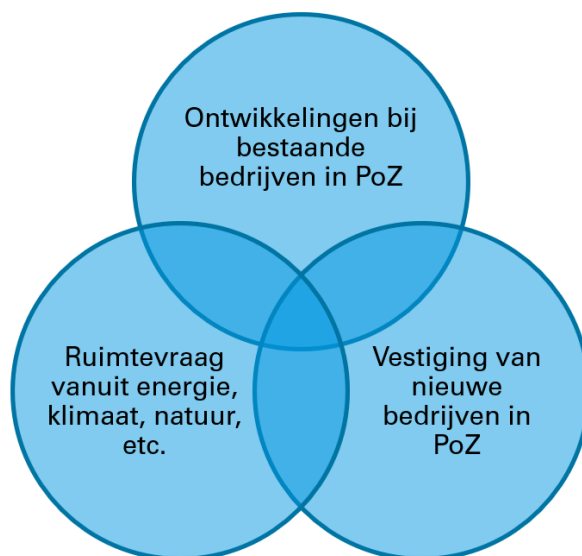 Ontwikkelingen bij
bestaande
bedrijven in PoZ
Ruimtevraag
vanuit energie,
klimaat, natuur,
etc.
Vestiging van
nieuwe
bedrijven in
PoZ